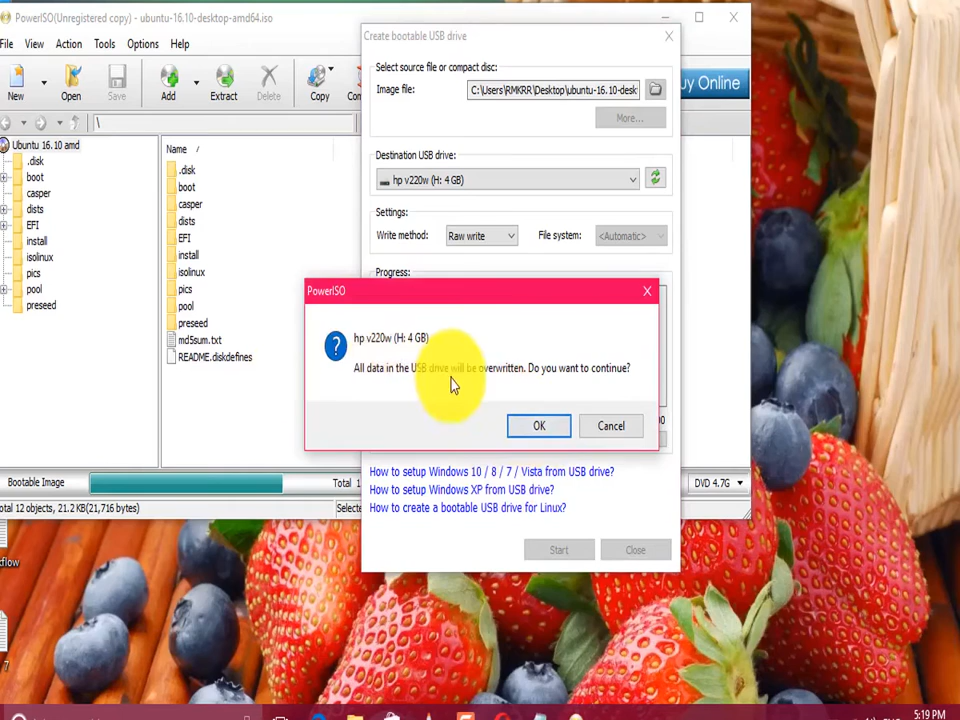 PowerISO(Unregistered copy) - ubuntu-16.10-desktop-amd64.iso
File View Action Tools Options Help
New Open Save Add Extract Delete Copy
uy Online
\
Ubuntu 16.10 amd
.disk
boot
casper
dists
EFI
install
isolinux
pics
pool
preseed
Name
.disk
boot
casper
dists
EFI
install
isolinux
pics
pool
preseed
md5sum.txt
README.diskdefines
Bootable Image
Total 1
DVD 4.7G
Total 12 objects, 21.2 KB(21,716 bytes)
Selecte
Create bootable USB drive
Select source file or compact disc:
Image file: C:\Users\RMKRR\Desktop\ubuntu-16.10-desk
More...
Destination USB drive:
hp v220w (H: 4 GB)
Settings:
Write method: Raw write File system: <Automatic>
Progress:
PowerISO
hp v220w (H: 4 GB)
All data in the USB drive will be overwritten. Do you want to continue?
OK Cancel
How to setup Windows 10 / 8 / 7 / Vista from USB drive?
How to setup Windows XP from USB drive?
How to create a bootable USB drive for Linux?
Start Close
flow
7
5:19 PM